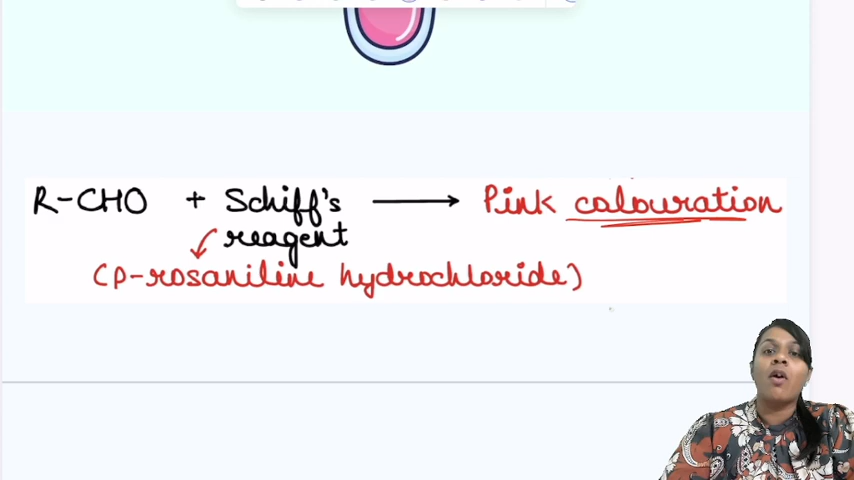 R-CHO + Schiff's reagent ⟶ Pink colouration
(p-rosaniline hydrochloride)